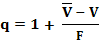 q = 1 + (V̅ − V)/F